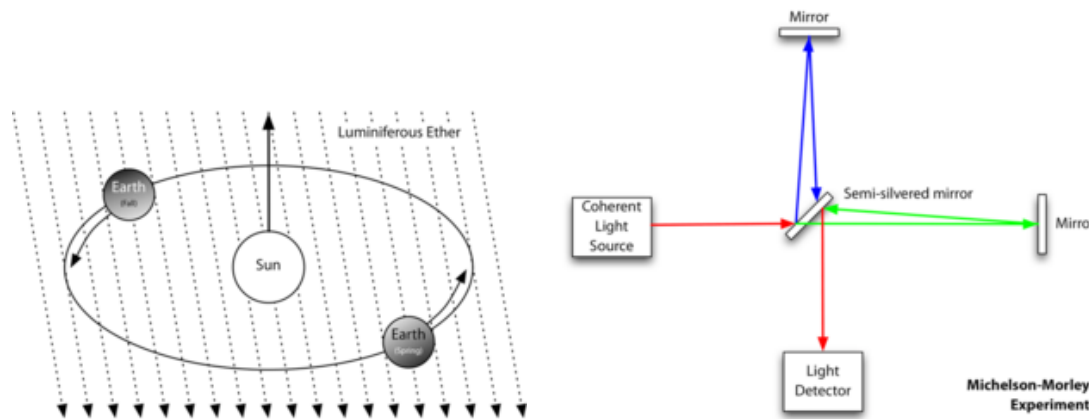 Luminiferous Ether
Earth
(Fall)
Sun
Earth
(Spring)
Mirror
Semi-silvered mirror
Coherent
Light
Source
Mirro
Light
Detector
Michelson-Morley
Experiment